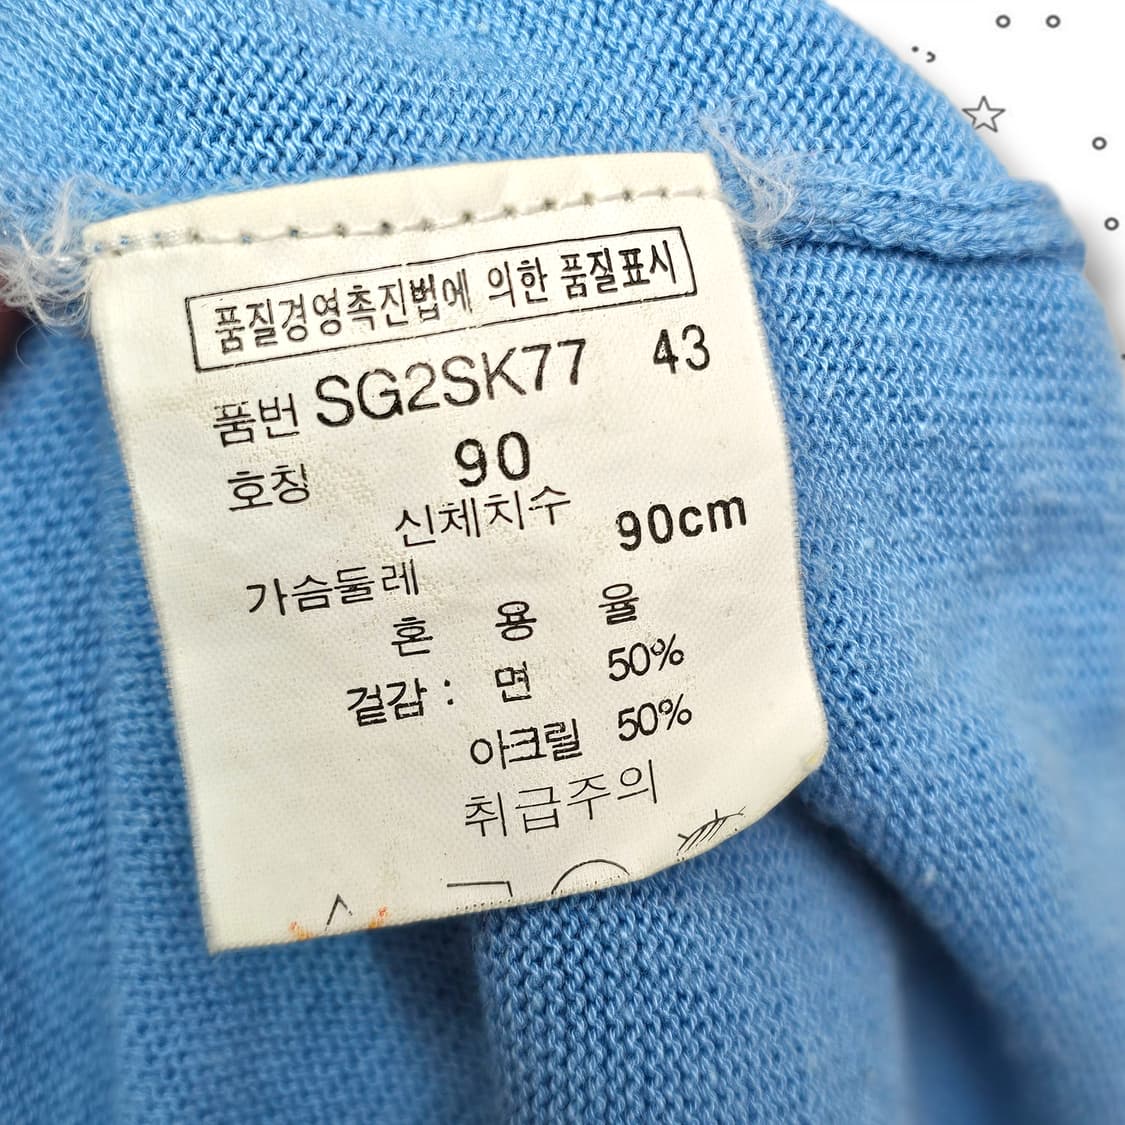 품질경영촉진법에 의한 품질표시
품번 SG2SK77 43
호칭 90
신체치수
가슴둘레 90cm
혼 용 율
겉감 : 면 50%
아크릴 50%
취급주의